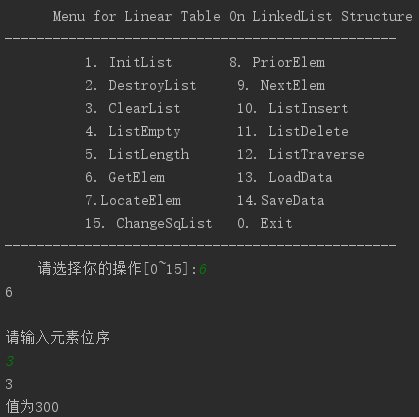 Menu for Linear Table On LinkedList Structure
-------------------------------------------------
1. InitList 8. PriorElem
2. DestroyList 9. NextElem
3. ClearList 10. ListInsert
4. ListEmpty 11. ListDelete
5. ListLength 12. ListTraverse
6. GetElem 13. LoadData
7.LocateElem 14.SaveData
15. ChangeSqList 0. Exit
-------------------------------------------------
请选择你的操作[0~15]:6
6
请输入元素位序
3
3
值为300